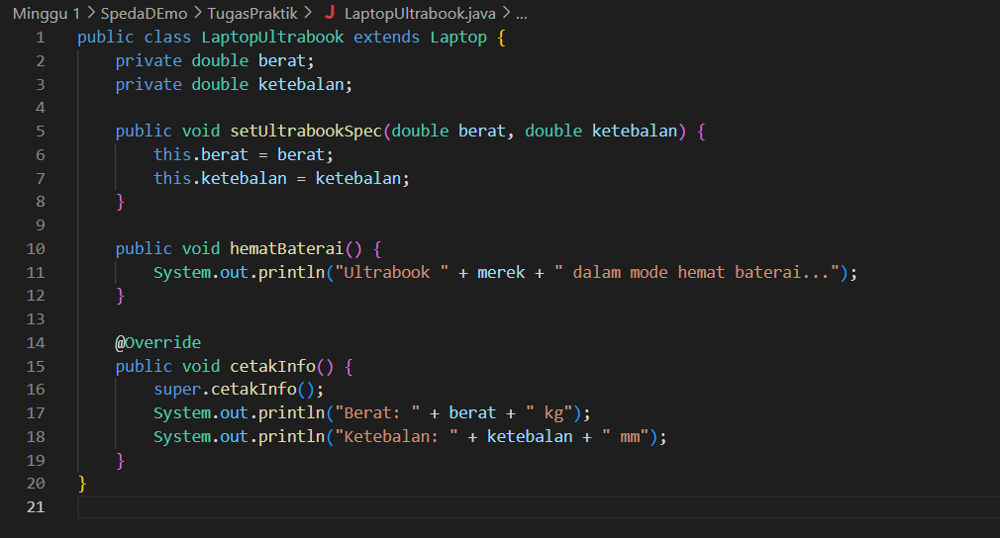 Minggu 1 > SpedaDEmo > TugasPraktik > J LaptopUltrabook.java > ...
1 public class LaptopUltrabook extends Laptop {
2     private double berat;
3     private double ketebalan;
4
5     public void setUltrabookSpec(double berat, double ketebalan) {
6         this.berat = berat;
7         this.ketebalan = ketebalan;
8     }
9
10     public void hematBaterai() {
11         System.out.println("Ultrabook " + merek + " dalam mode hemat baterai...");
12     }
13
14     @Override
15     public void cetakInfo() {
16         super.cetakInfo();
17         System.out.println("Berat: " + berat + " kg");
18         System.out.println("Ketebalan: " + ketebalan + " mm");
19     }
20 }
21